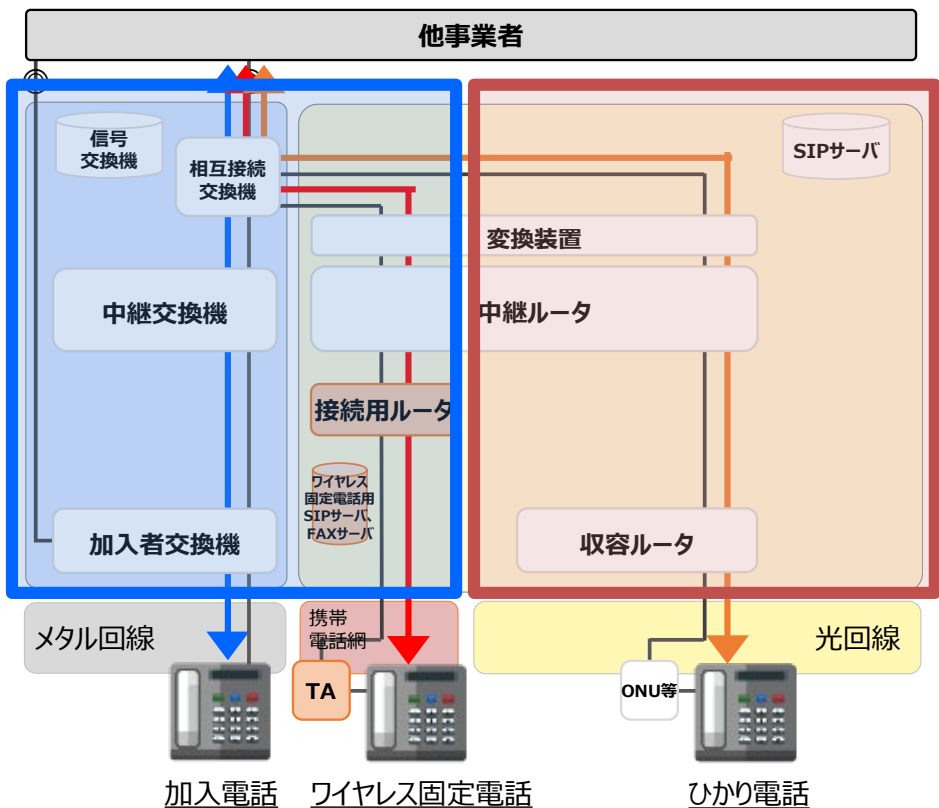 他事業者
信号
交換機
相互接続
交換機
SIPサーバ
変換装置
中継交換機
中継ルータ
接続用ルータ
ワイヤレス
固定電話用
SIPサーバ、
FAXサーバ
加入者交換機
収容ルータ
メタル回線
携帯
電話網
光回線
TA
ONU等
加入電話
ワイヤレス固定電話
ひかり電話